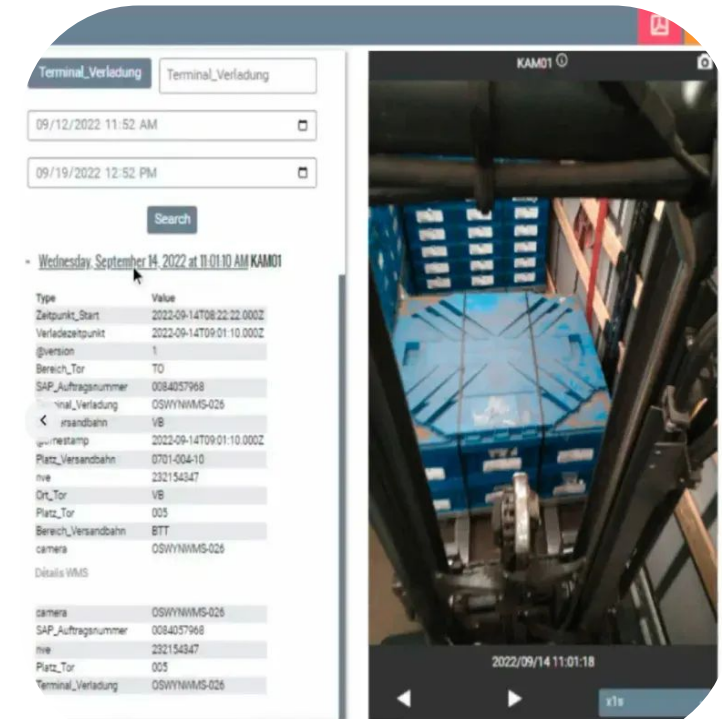 Terminal_Verladung Terminal_Verladung
09/12/2022 11:52 AM
09/19/2022 12:52 PM
Search
- Wednesday, September 14, 2022 at 11:01:10 AM KAM01
Type Value
Zeitpunkt_Start 2022-09-14T08:22:22.000Z
Verladezeitpunkt 2022-09-14T09:01:10.000Z
@version 1
Bereich_Tor TO
SAP_Auftragsnummer 0084057968
inal_Verladung OSWYNWMS-026
ersandbahn VB
mestamp 2022-09-14T09:01:10.000Z
Platz_Versandbahn 0701-004-10
nve 232154347
Ort_Tor VB
Platz_Tor 005
Bereich_Versandbahn BTT
camera OSWYNWMS-026
Détails WMS
camera OSWYNWMS-026
SAP_Auftragsnummer 0084057968
nve 232154347
Platz_Tor 005
Terminal_Verladung OSWYNWMS-026
KAM01
2022/09/14 11:01:18
x1s